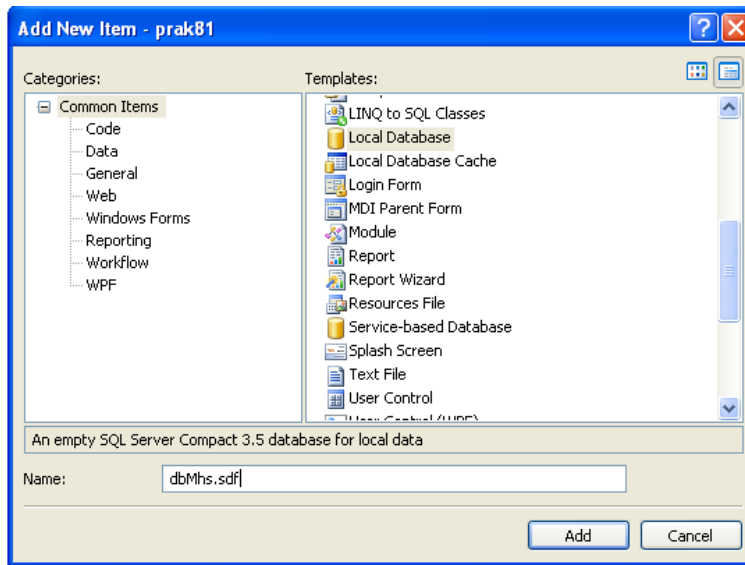 Add New Item - prak81
Categories:
Templates:
Common Items
Code
Data
General
Web
Windows Forms
Reporting
Workflow
WPF
LINQ to SQL Classes
Local Database
Local Database Cache
Login Form
MDI Parent Form
Module
Report
Report Wizard
Resources File
Service-based Database
Splash Screen
Text File
User Control
User Control (WPF)
An empty SQL Server Compact 3.5 database for local data
Name:
dbMhs.sdf
Add
Cancel